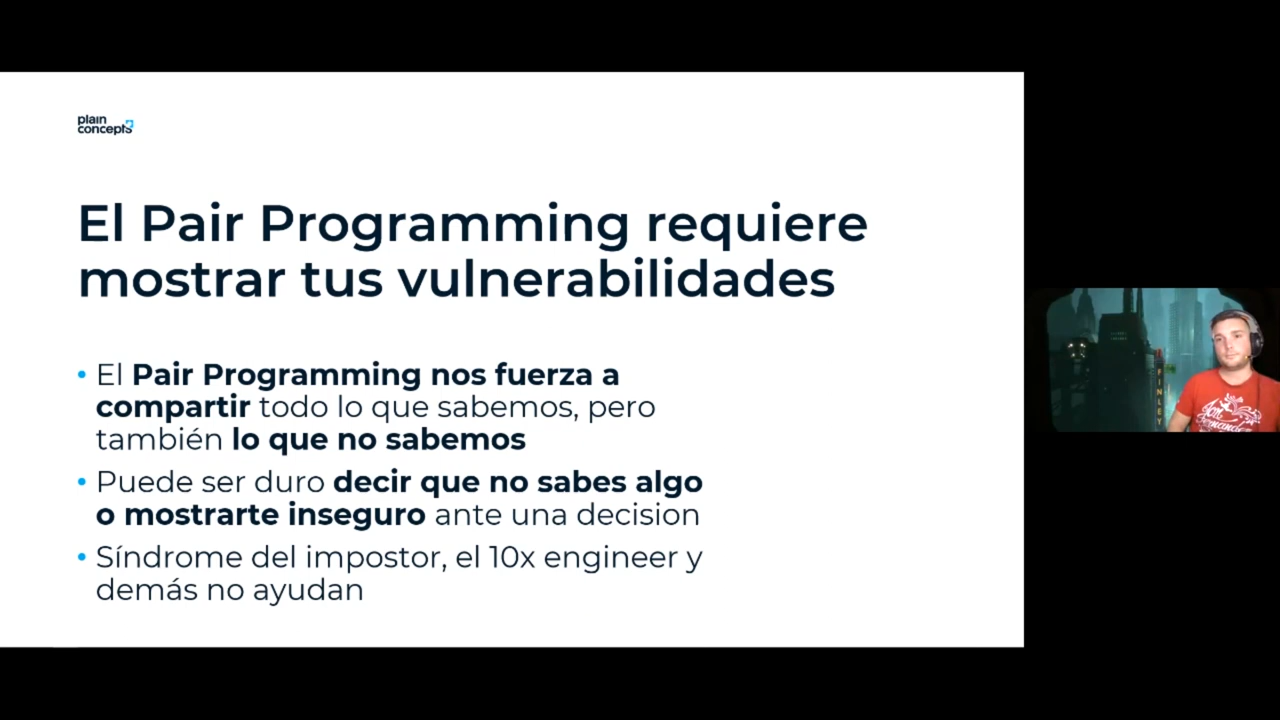 plain
concepts
El Pair Programming requiere
mostrar tus vulnerabilidades
• El Pair Programming nos fuerza a
compartir todo lo que sabemos, pero
también lo que no sabemos
• Puede ser duro decir que no sabes algo
o mostrarte inseguro ante una decision
• Síndrome del impostor, el 10x engineer y
demás no ayudan
FINLEY